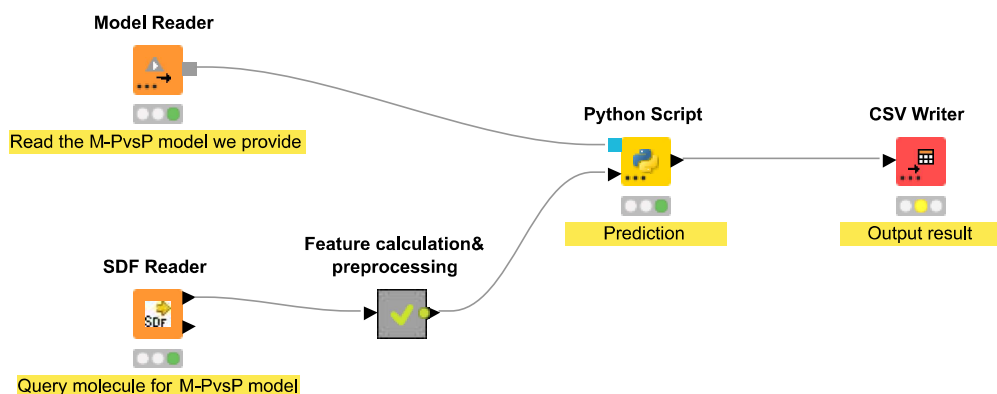 Model Reader
Read the M-PvsP model we provide
Python Script
Prediction
CSV Writer
Output result
Feature calculation&
preprocessing
SDF Reader
SDF
Query molecule for M-PvsP model